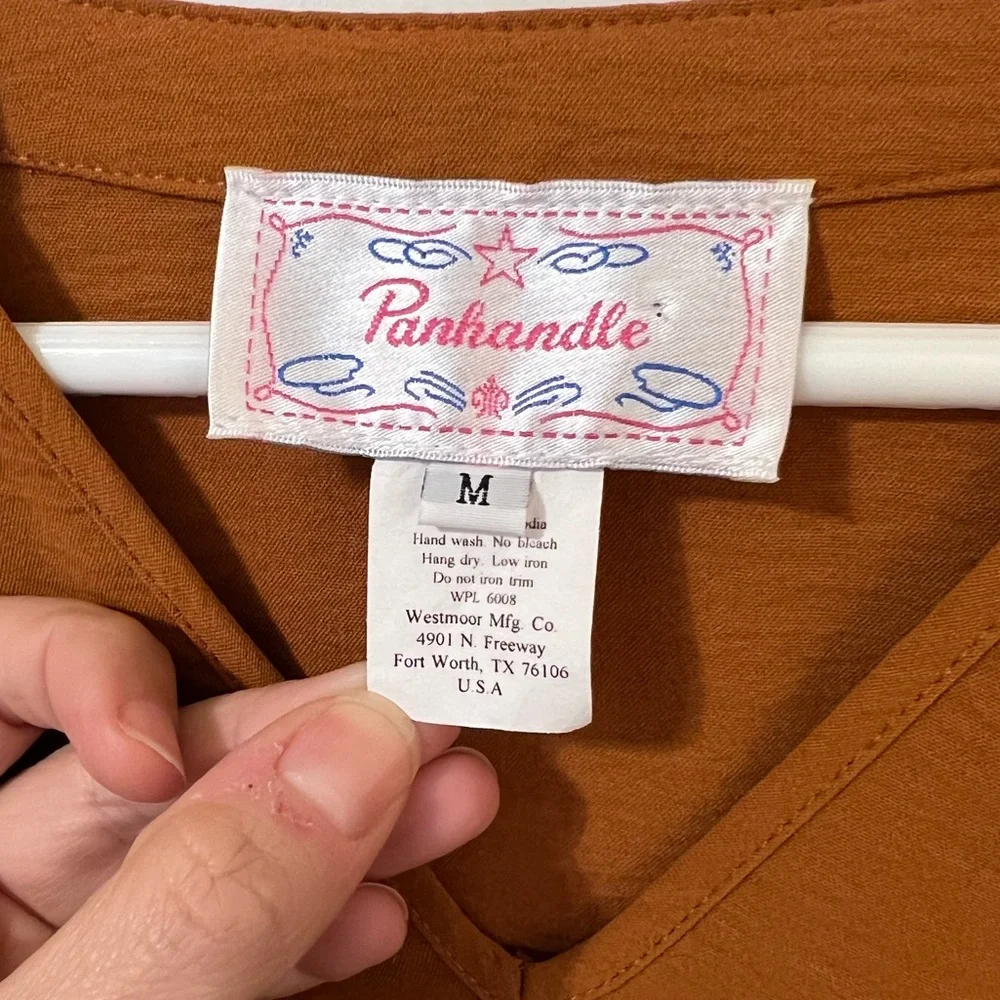 Panhandle
M
Hand wash. No bleach
Hang dry. Low iron
Do not iron trim
WPL 6008
Westmoor Mfg. Co.
4901 N. Freeway
Fort Worth, TX 76106
U.S.A